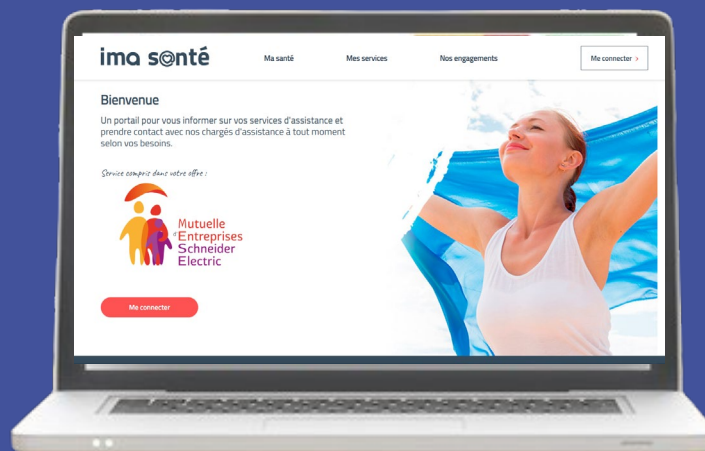 ima santé
Ma santé
Mes services
Nos engagements
Me connecter >
Bienvenue
Un portail pour vous informer sur vos services d'assistance et
prendre contact avec nos chargés d'assistance à tout moment
selon vos besoins.
Service compris dans votre offre :
Mutuelle
d'Entreprises
Schneider
Electric
Me connecter